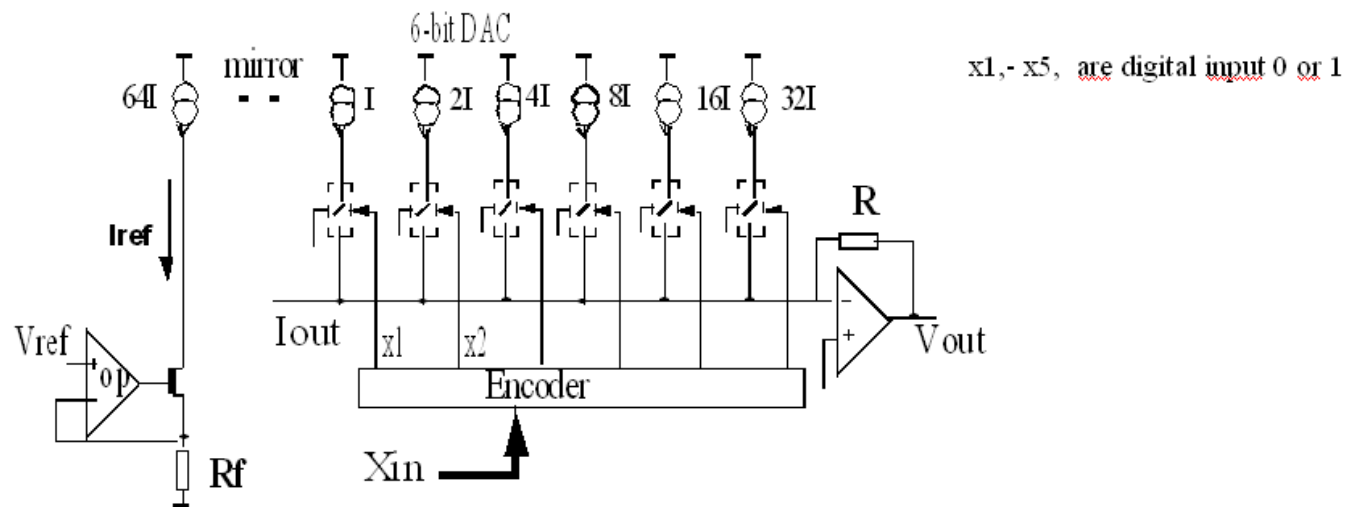 6-bit DAC
x1,- x5, are digital input 0 or 1
mirror
64I
I
2I
4I
8I
16I
32I
R
Iref
Iout
Vref
op
x1
x2
Vout
Encoder
Xin
Rf